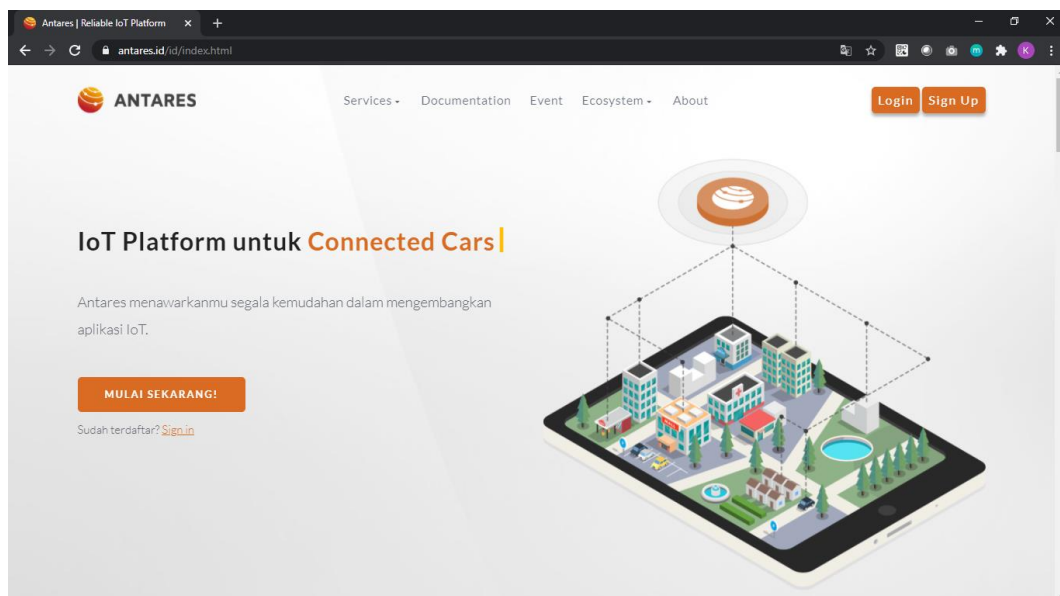 Antares | Reliable IoT Platform
antares.id/id/index.html
K
ANTARES
Services
Documentation
Event
Ecosystem
About
Login
Sign Up
IoT Platform untuk Connected Cars
Antares menawarkanmu segala kemudahan dalam mengembangkan
aplikasi IoT.
MULAI SEKARANG!
Sudah terdaftar? Sign in